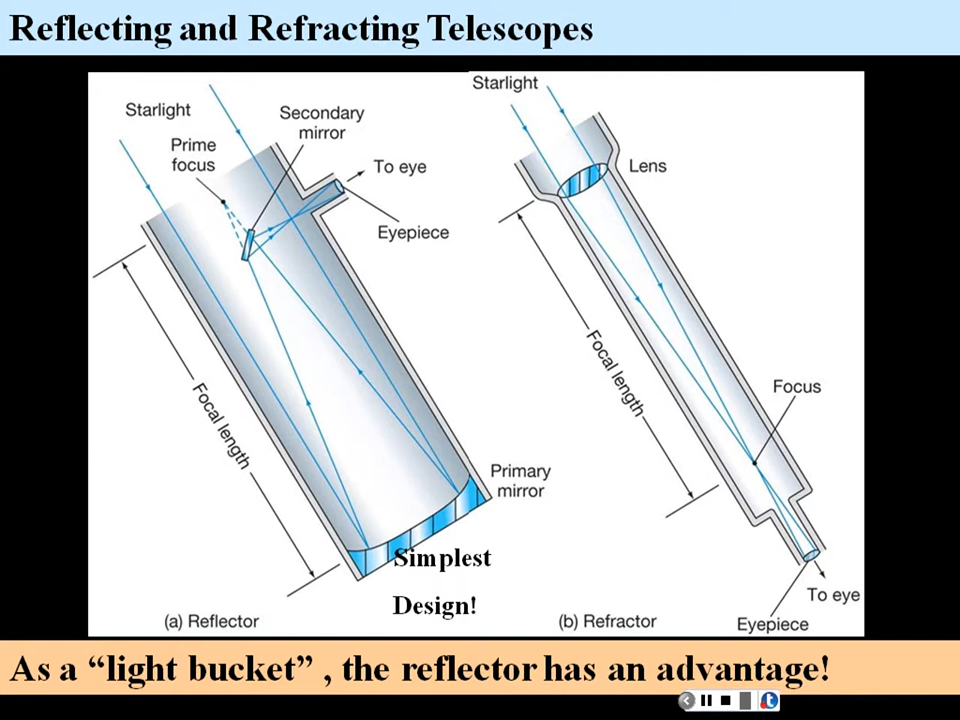 Reflecting and Refracting Telescopes
Starlight
Prime
focus
Secondary
mirror
To eye
Eyepiece
Focal length
Primary
mirror
Simplest
Design!
(a) Reflector
Starlight
Lens
Focal length
Focus
To eye
Eyepiece
(b) Refractor
As a “light bucket” , the reflector has an advantage!